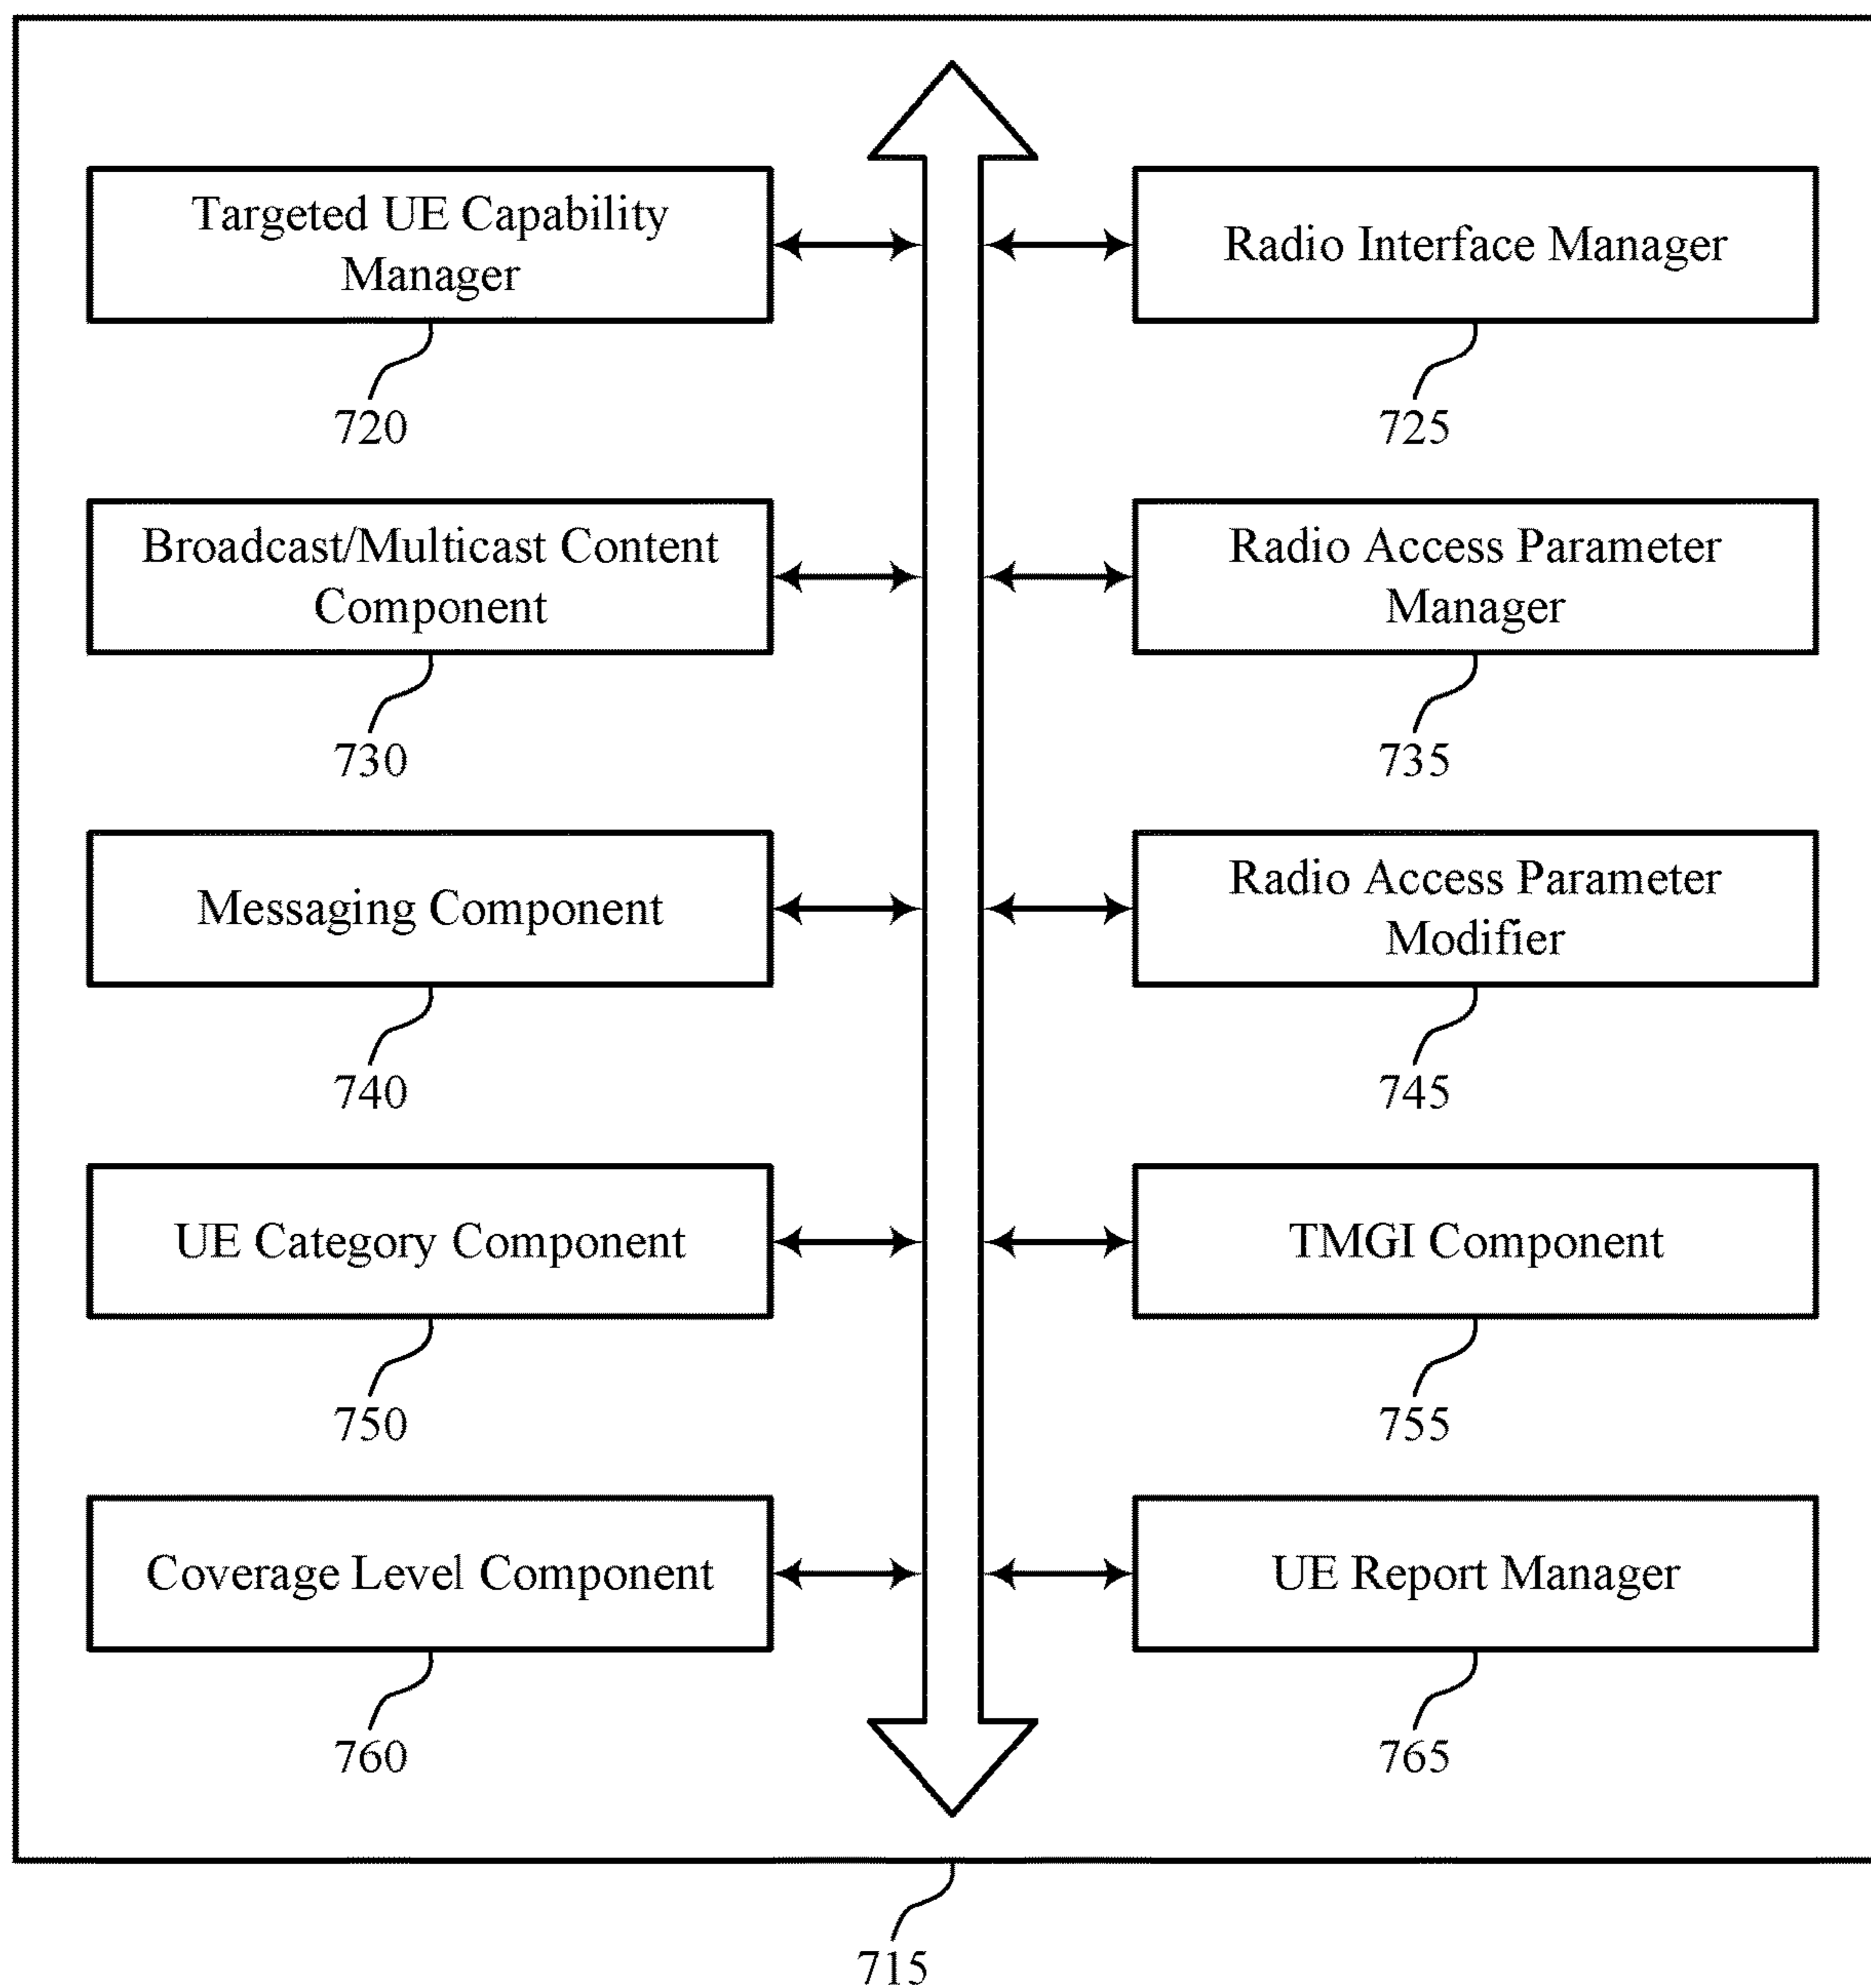 Targeted UE Capability
Manager
720
Radio Interface Manager
725
Broadcast/Multicast Content
Component
730
Radio Access Parameter
Manager
735
Messaging Component
740
Radio Access Parameter
Modifier
745
UE Category Component
750
TMGI Component
755
Coverage Level Component
760
UE Report Manager
765
715